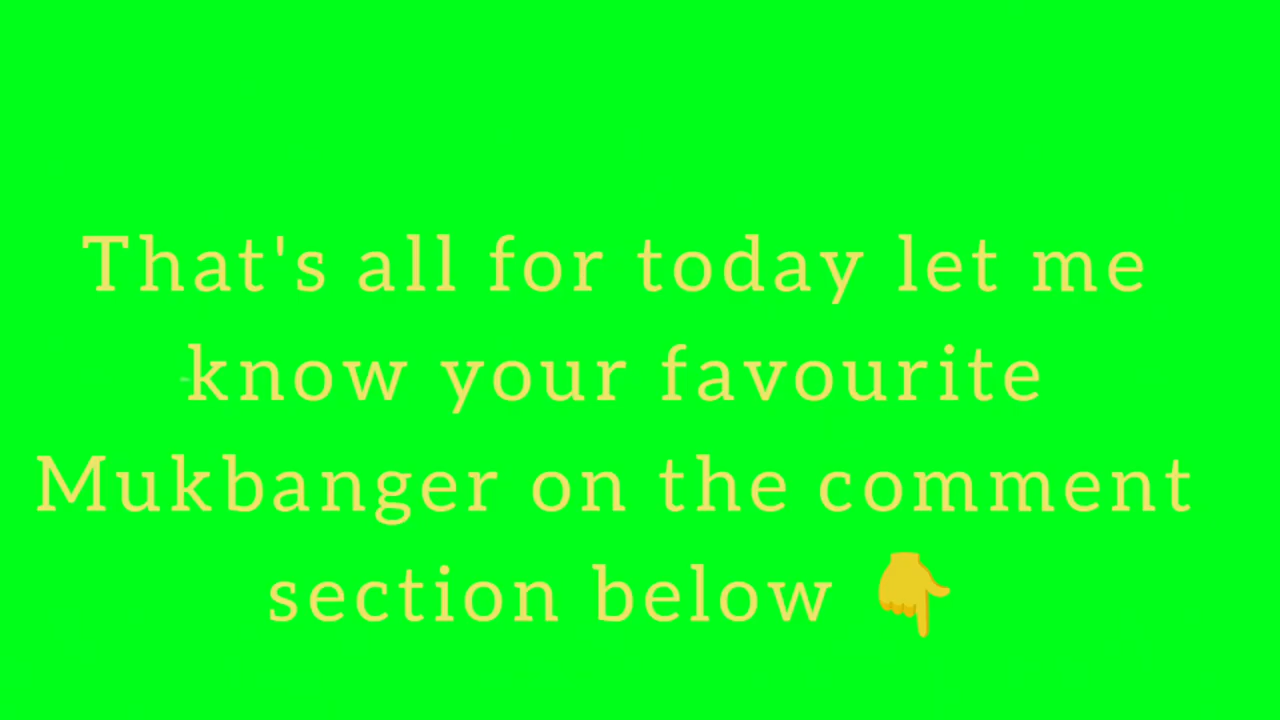 That's all for today let me
know your favourite
Mukbanger on the comment
section below 👇